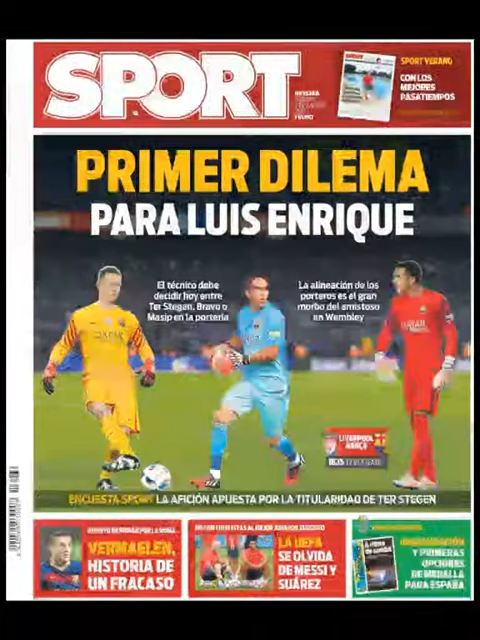 SPORT
SPORT VERANO
CON LOS
MEJORES
PASATIEMPOS
PRIMER DILEMA
PARA LUIS ENRIQUE
El técnico debe
decidir hoy entre
Ter Stegen, Bravo o
Masip en la portería
La alineación de los
porteros es el gran
morbo del amistoso
en Wembley
LIVERPOOL
BARÇA
ENCUESTA SPORT LA AFICIÓN APUESTA POR LA TITULARIDAD DE TER STEGEN
VERMAELEN,
HISTORIA DE
UN FRACASO
LA UEFA
SE OLVIDA
DE MESSI Y
SUÁREZ
INAUGURACIÓN
Y PRIMERAS
OPCIONES
DE MEDALLA
PARA ESPAÑA